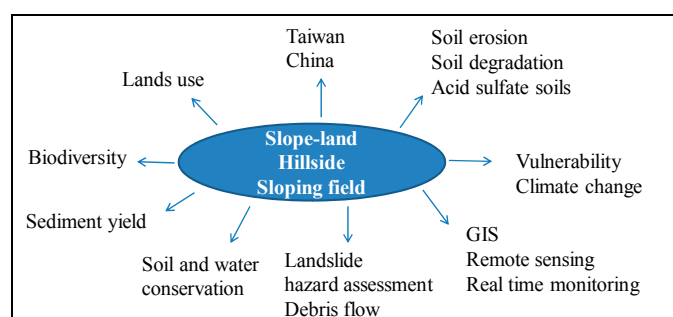 Taiwan
China
Soil erosion
Soil degradation
Acid sulfate soils
Lands use
Slope-land
Hillside
Sloping field
Biodiversity
Vulnerability
Climate change
Sediment yield
GIS
Remote sensing
Real time monitoring
Soil and water
conservation
Landslide
hazard assessment
Debris flow